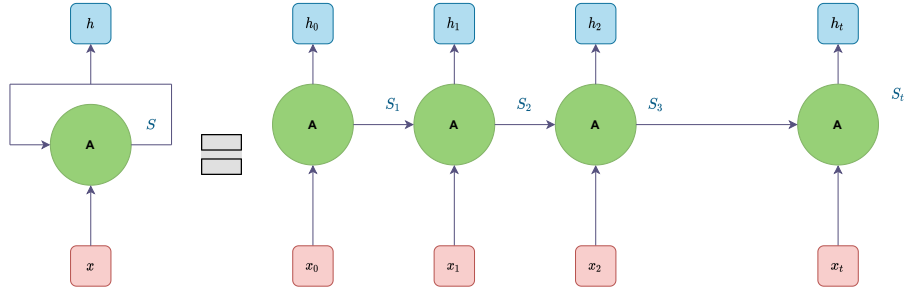 h h₀ h₁ h₂ hₜ
A S A S₁ A S₂ A S₃ A Sₜ
x x₀ x₁ x₂ xₜ